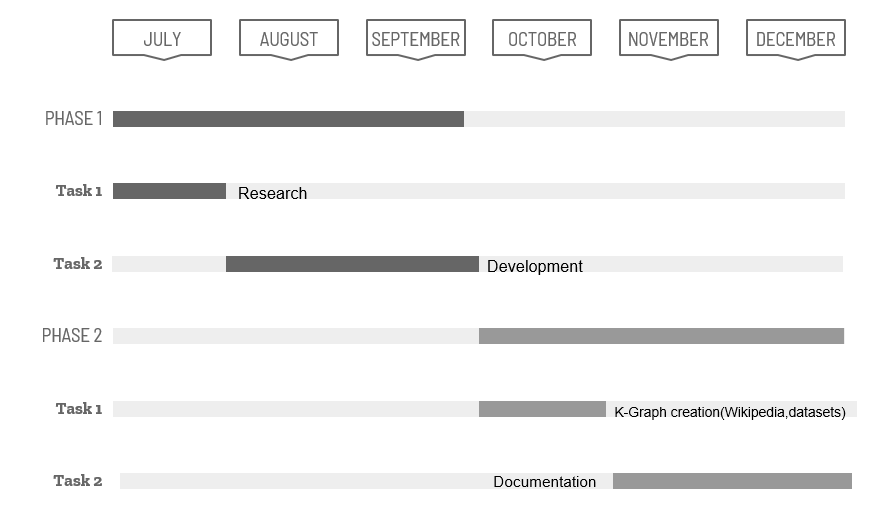 JULY AUGUST SEPTEMBER OCTOBER NOVEMBER DECEMBER
PHASE 1
Task 1 Research
Task 2 Development
PHASE 2
Task 1 K-Graph creation(Wikipedia,datasets)
Task 2 Documentation